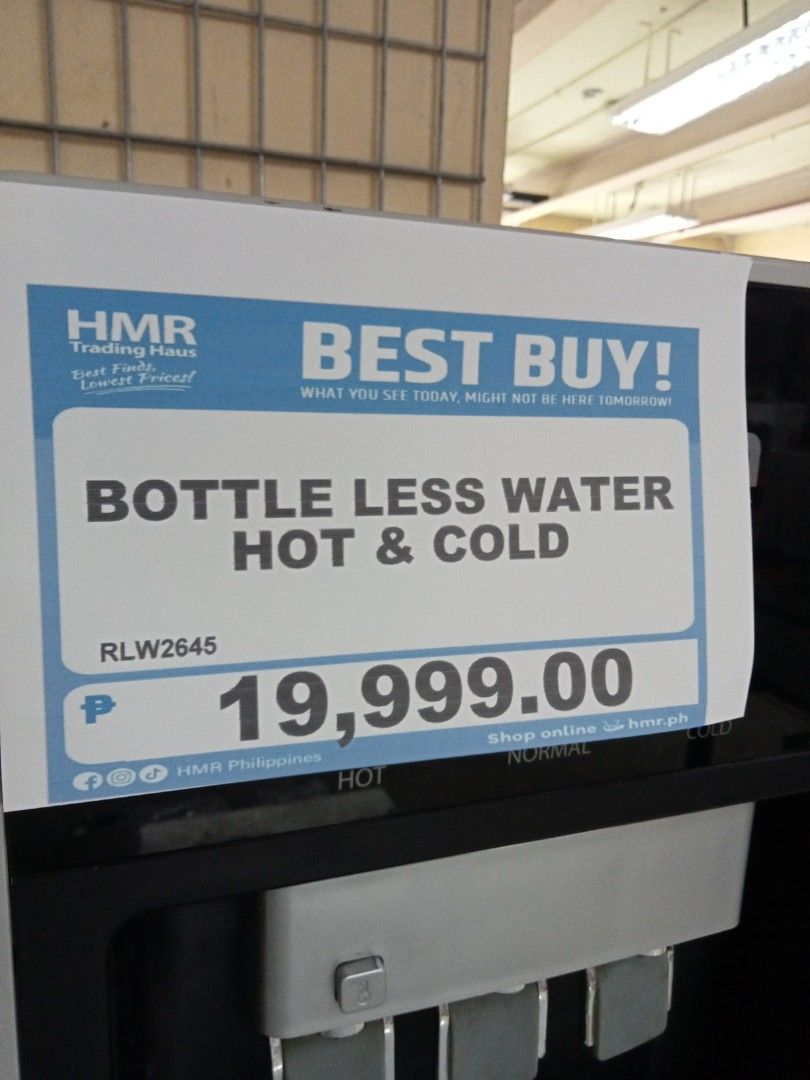 HMR
Trading Haus
Best Finds,
Lowest Prices!
BEST BUY!
WHAT YOU SEE TODAY, MIGHT NOT BE HERE TOMORROW!
BOTTLE LESS WATER
HOT & COLD
RLW2645
₱ 19,999.00
Shop online hmr.ph
HMR Philippines
HOT NORMAL COLD